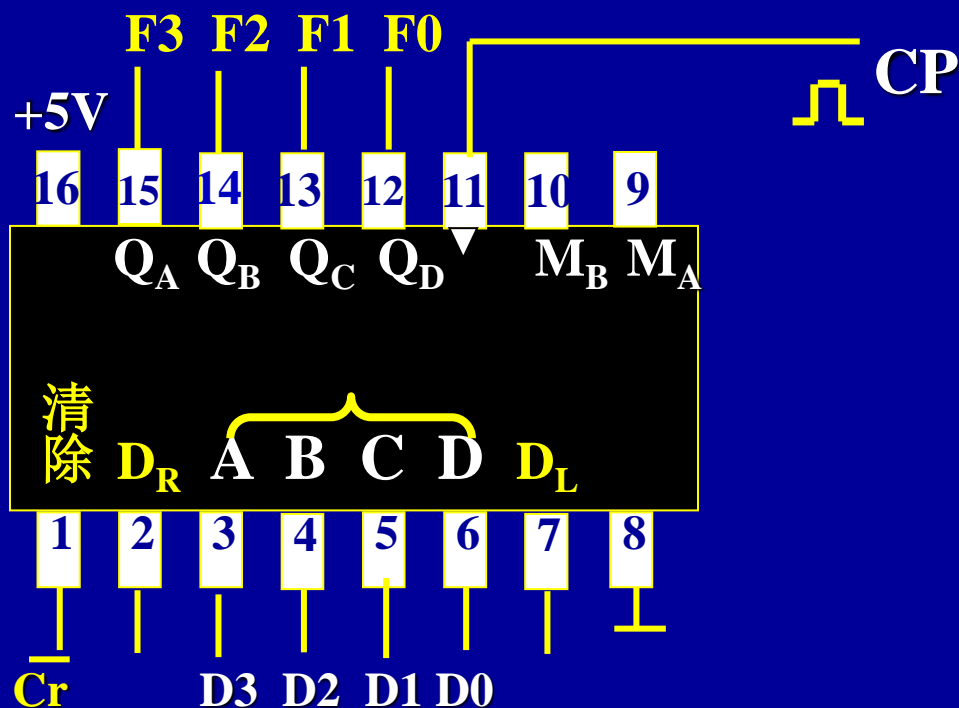 F3 F2 F1 F0
CP
+5V
16 15 14 13 12 11 10 9
QA QB QC QD MB MA
清
除 DR A B C D DL
1 2 3 4 5 6 7 8
C̅r̅ D3 D2 D1 D0